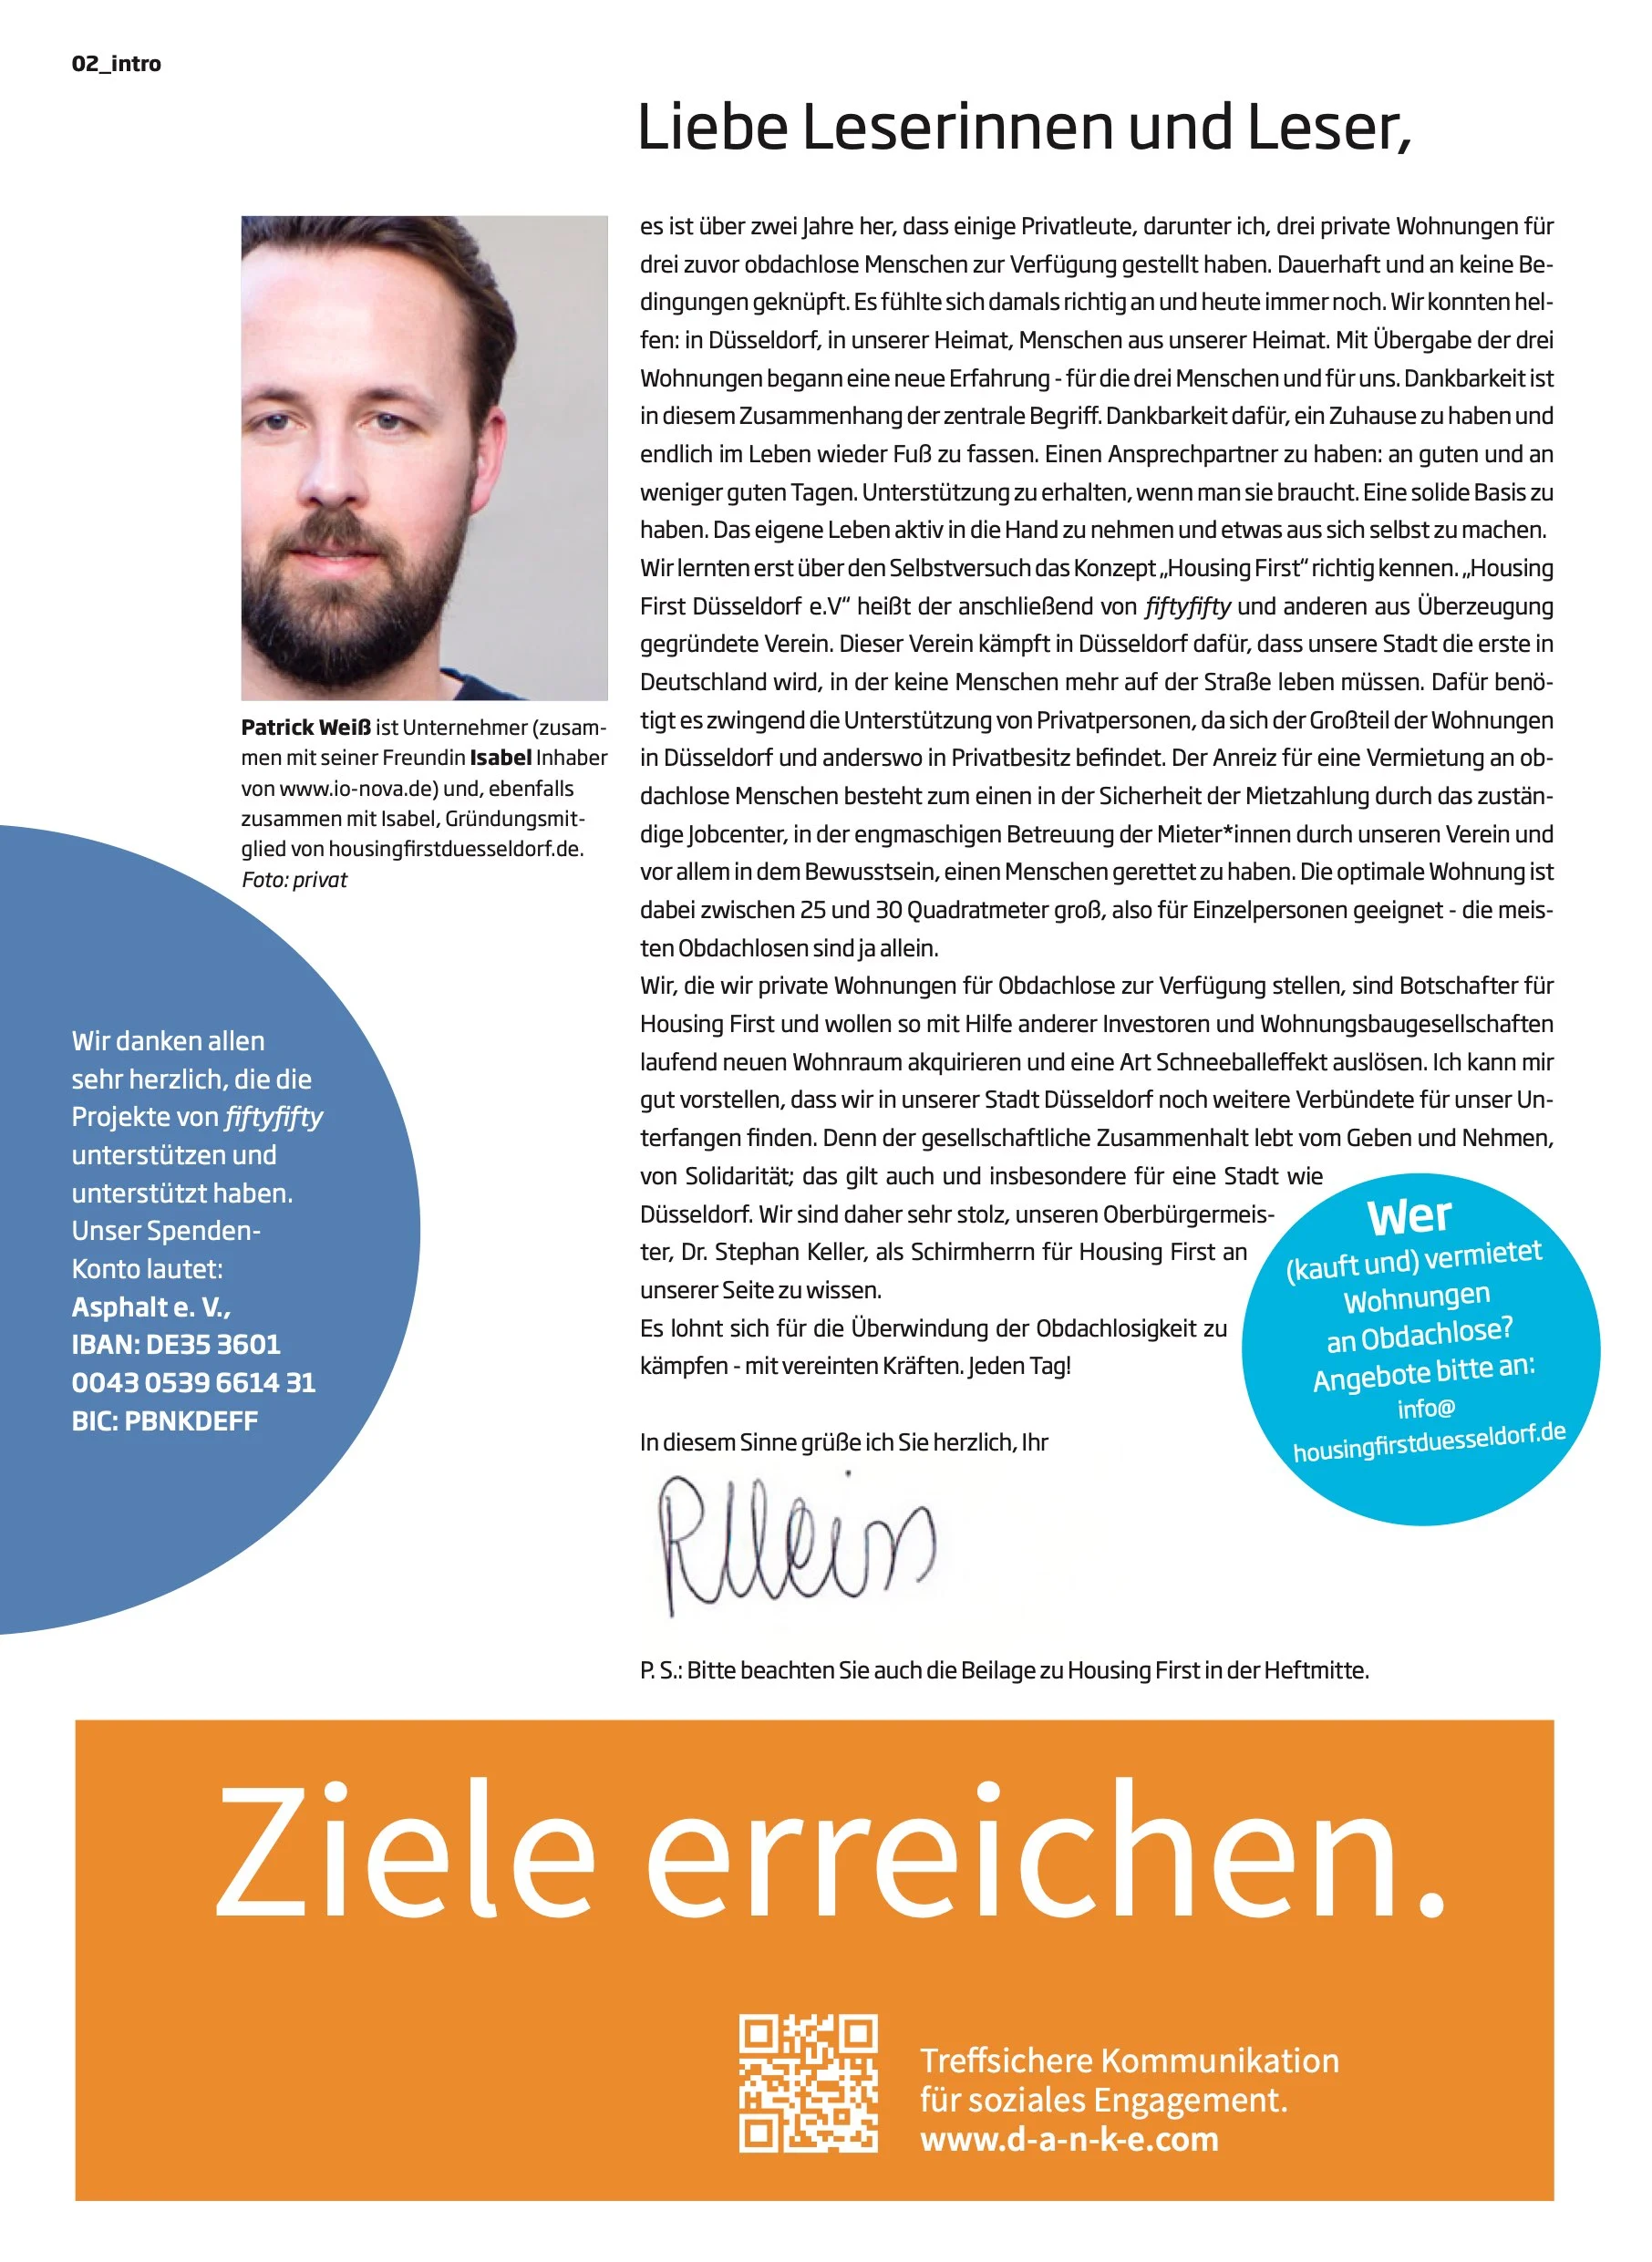 02_intro
Liebe Leserinnen und Leser,
es ist über zwei Jahre her, dass einige Privatleute, darunter ich, drei private Wohnungen für
drei zuvor obdachlose Menschen zur Verfügung gestellt haben. Dauerhaft und an keine Be-
dingungen geknüpft. Es fühlte sich damals richtig an und heute immer noch. Wir konnten hel-
fen: in Düsseldorf, in unserer Heimat, Menschen aus unserer Heimat. Mit Übergabe der drei
Wohnungen begann eine neue Erfahrung - für die drei Menschen und für uns. Dankbarkeit ist
in diesem Zusammenhang der zentrale Begriff. Dankbarkeit dafür, ein Zuhause zu haben und
endlich im Leben wieder Fuß zu fassen. Einen Ansprechpartner zu haben: an guten und an
weniger guten Tagen. Unterstützung zu erhalten, wenn man sie braucht. Eine solide Basis zu
haben. Das eigene Leben aktiv in die Hand zu nehmen und etwas aus sich selbst zu machen.
Wir lernten erst über den Selbstversuch das Konzept „Housing First“ richtig kennen. „Housing
First Düsseldorf e.V“ heißt der anschließend von fiftyfifty und anderen aus Überzeugung
gegründete Verein. Dieser Verein kämpft in Düsseldorf dafür, dass unsere Stadt die erste in
Deutschland wird, in der keine Menschen mehr auf der Straße leben müssen. Dafür benö-
tigt es zwingend die Unterstützung von Privatpersonen, da sich der Großteil der Wohnungen
in Düsseldorf und anderswo in Privatbesitz befindet. Der Anreiz für eine Vermietung an ob-
dachlose Menschen besteht zum einen in der Sicherheit der Mietzahlung durch das zustän-
dige Jobcenter, in der engmaschigen Betreuung der Mieter*innen durch unseren Verein und
vor allem in dem Bewusstsein, einen Menschen gerettet zu haben. Die optimale Wohnung ist
dabei zwischen 25 und 30 Quadratmeter groß, also für Einzelpersonen geeignet - die meis-
ten Obdachlosen sind ja allein.
Wir, die wir private Wohnungen für Obdachlose zur Verfügung stellen, sind Botschafter für
Housing First und wollen so mit Hilfe anderer Investoren und Wohnungsbaugesellschaften
laufend neuen Wohnraum akquirieren und eine Art Schneeballeffekt auslösen. Ich kann mir
gut vorstellen, dass wir in unserer Stadt Düsseldorf noch weitere Verbündete für unser Un-
terfangen finden. Denn der gesellschaftliche Zusammenhalt lebt vom Geben und Nehmen,
von Solidarität; das gilt auch und insbesondere für eine Stadt wie
Düsseldorf. Wir sind daher sehr stolz, unseren Oberbürgermeis-
ter, Dr. Stephan Keller, als Schirmherrn für Housing First an
unserer Seite zu wissen.
Es lohnt sich für die Überwindung der Obdachlosigkeit zu
kämpfen - mit vereinten Kräften. Jeden Tag!
In diesem Sinne grüße ich Sie herzlich, Ihr
P. S.: Bitte beachten Sie auch die Beilage zu Housing First in der Heftmitte.
Patrick Weiß ist Unternehmer (zusam-
men mit seiner Freundin Isabel Inhaber
von www.io-nova.de) und, ebenfalls
zusammen mit Isabel, Gründungsmit-
glied von housingfirstduesseldorf.de.
Foto: privat
Wir danken allen
sehr herzlich, die die
Projekte von fiftyfifty
unterstützen und
unterstützt haben.
Unser Spenden-
Konto lautet:
Asphalt e. V.,
IBAN: DE35 3601
0043 0539 6614 31
BIC: PBNKDEFF
Wer
(kauft und) vermietet
Wohnungen
an Obdachlose?
Angebote bitte an:
info@
housingfirstduesseldorf.de
Ziele erreichen.
Treffsichere Kommunikation
für soziales Engagement.
www.d-a-n-k-e.com